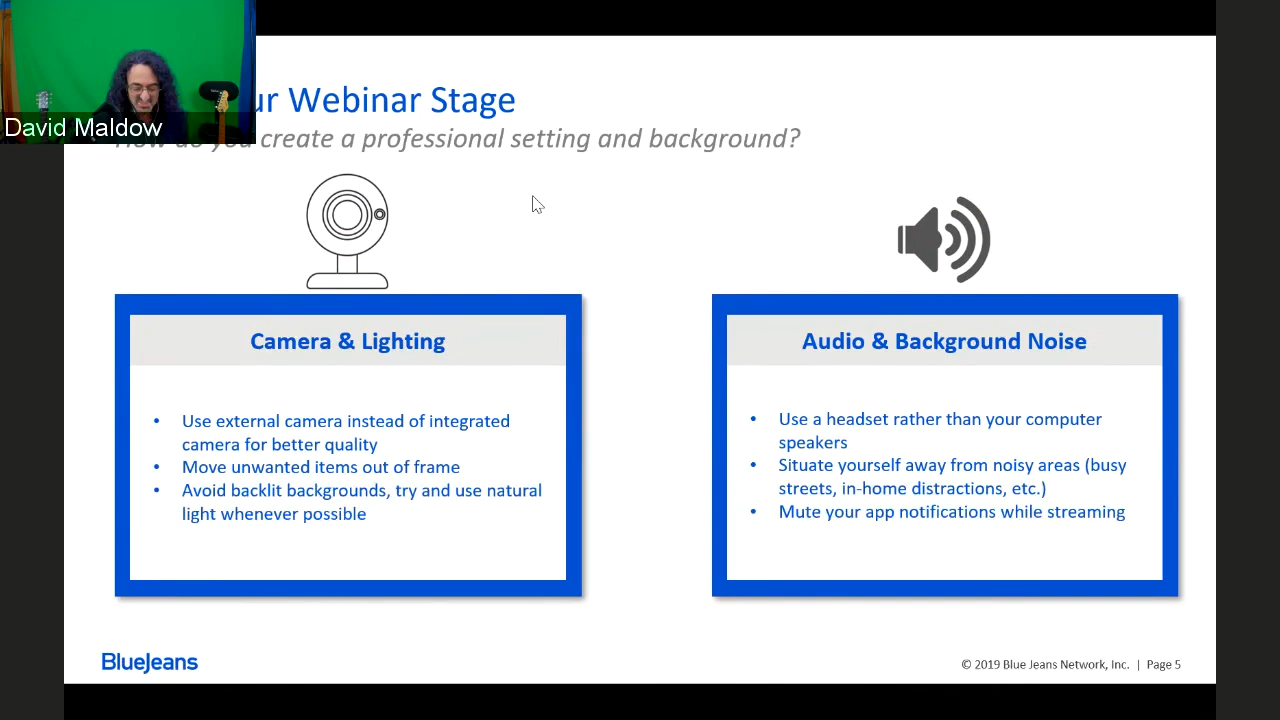 ur Webinar Stage
David Maldow
create a professional setting and background?
Camera & Lighting
• Use external camera instead of integrated
camera for better quality
• Move unwanted items out of frame
• Avoid backlit backgrounds, try and use natural
light whenever possible
Audio & Background Noise
• Use a headset rather than your computer
speakers
• Situate yourself away from noisy areas (busy
streets, in-home distractions, etc.)
• Mute your app notifications while streaming
BlueJeans
© 2019 Blue Jeans Network, Inc. | Page 5